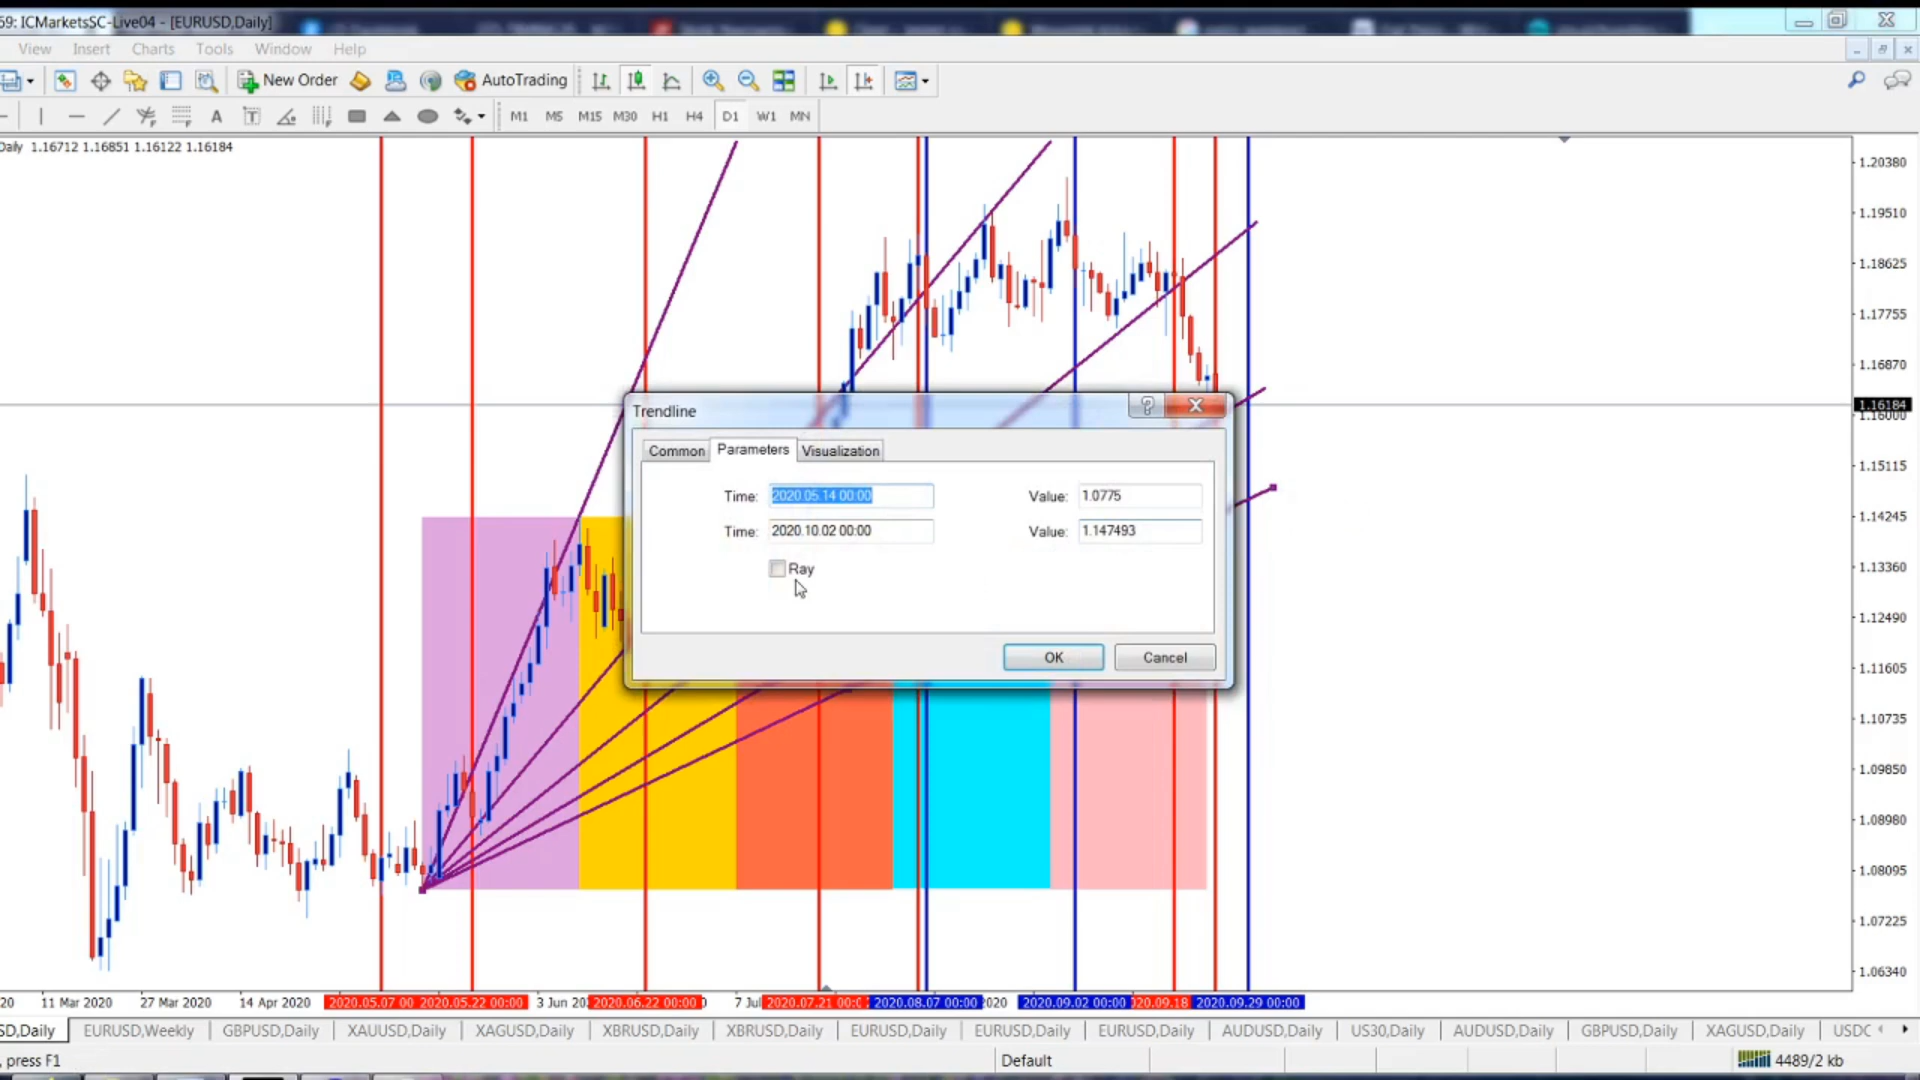 59: ICMarketsSC-Live04 - [EURUSD,Daily]
View Insert Charts Tools Window Help
New Order AutoTrading
A T M1 M5 M15 M30 H1 H4 D1 W1 MN
Daily 1.16712 1.16851 1.16122 1.16184
1.20380
1.19510
1.18625
1.17755
1.16870
1.16184
1.16000
1.15115
1.14245
1.13360
1.12490
1.11605
1.10735
1.09850
1.08980
1.08095
1.07225
1.06340
Trendline
Common Parameters Visualization
Time: 2020.05.14 00:00 Value: 1.0775
Time: 2020.10.02 00:00 Value: 1.147493
Ray
OK Cancel
20 11 Mar 2020 27 Mar 2020 14 Apr 2020 2020.05.07 00 2020.05.22 00:00 3 Jun 20 2020.06.22 00:00 7 Jul 2020.07.21 00:0 2020.08.07 00:00 2020 2020.09.02 00:00 2020.09.18 2020.09.29 00:00
SD,Daily EURUSD,Weekly GBPUSD,Daily XAUUSD,Daily XAGUSD,Daily XBRUSD,Daily XBRUSD,Daily EURUSD,Daily EURUSD,Daily EURUSD,Daily AUDUSD,Daily US30,Daily AUDUSD,Daily GBPUSD,Daily XAGUSD,Daily USDC
, press F1 Default 4489/2 kb